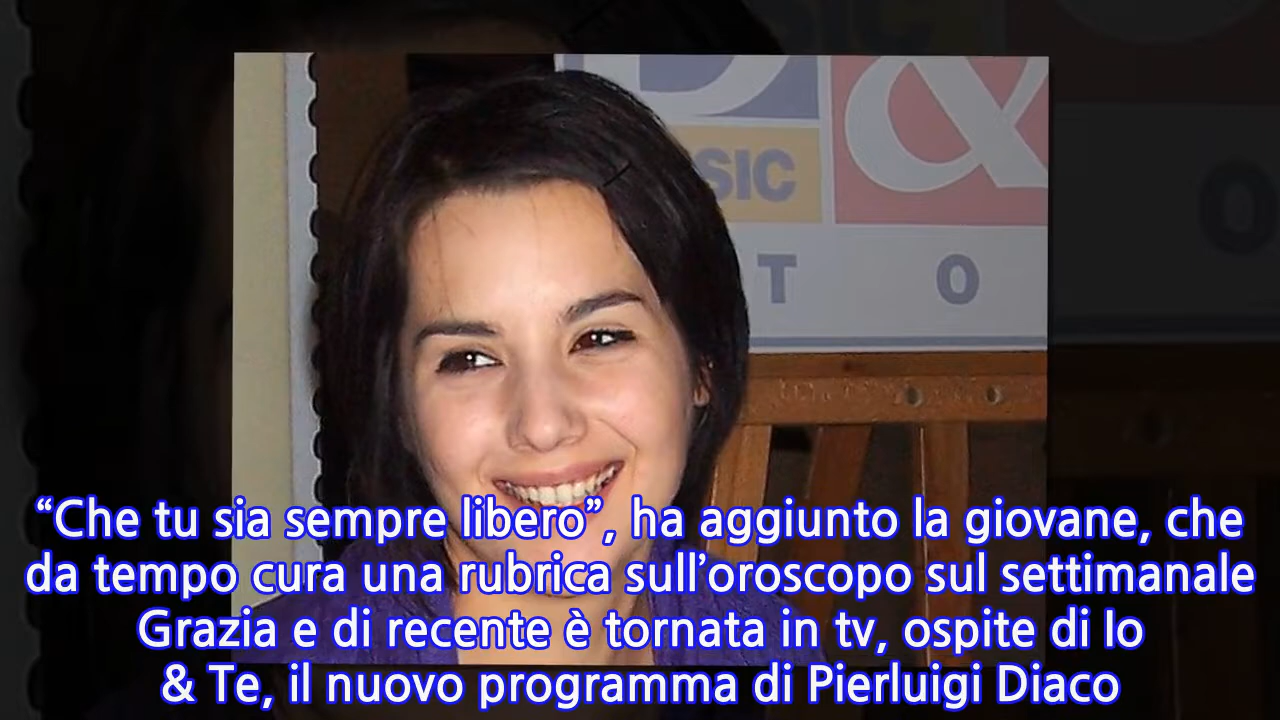 &
SIC
T O
“Che tu sia sempre libero”, ha aggiunto la giovane, che
da tempo cura una rubrica sull’oroscopo sul settimanale
Grazia e di recente è tornata in tv, ospite di Io
& Te, il nuovo programma di Pierluigi Diaco